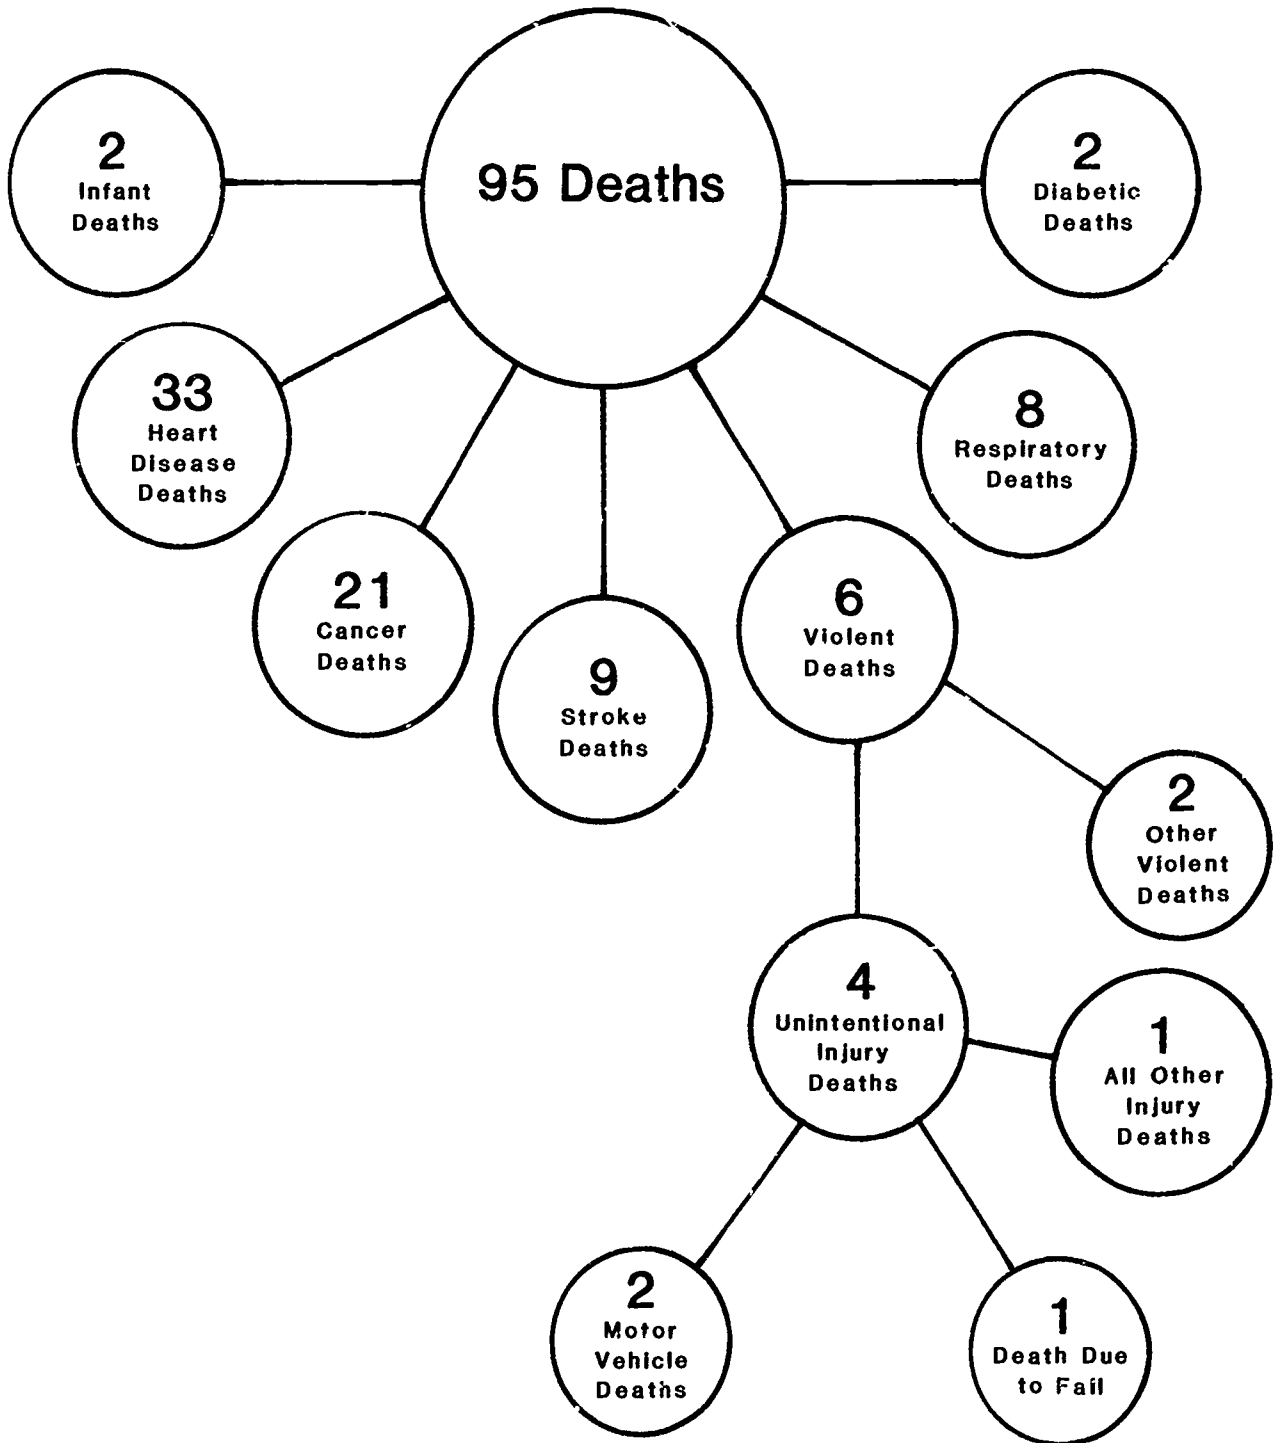 95 Deaths
2
Infant
Deaths
2
Diabetic
Deaths
33
Heart
Disease
Deaths
8
Respiratory
Deaths
21
Cancer
Deaths
9
Stroke
Deaths
6
Violent
Deaths
2
Other
Violent
Deaths
4
Unintentional
Injury
Deaths
1
All Other
Injury
Deaths
2
Motor
Vehicle
Deaths
1
Death Due
to Fall